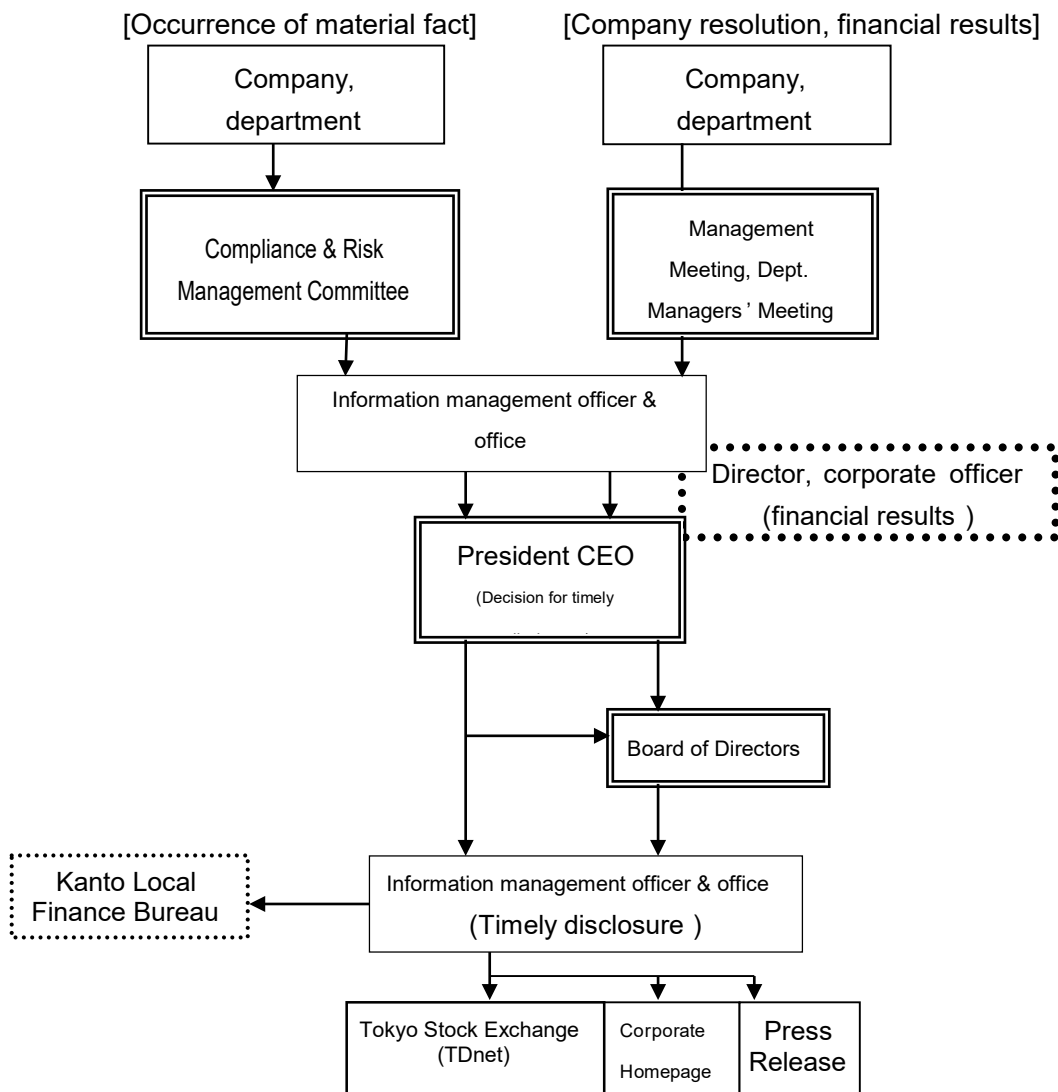 [Occurrence of material fact]
[Company resolution, financial results]
Company,
department
Company,
department
Compliance & Risk
Management Committee
Management
Meeting, Dept.
Managers ’ Meeting
Information management officer &
office
Director, corporate officer
(financial results )
President CEO
(Decision for timely
Board of Directors
Kanto Local
Finance Bureau
Information management officer & office
(Timely disclosure )
Tokyo Stock Exchange
(TDnet)
Corporate
Homepage
Press
Release